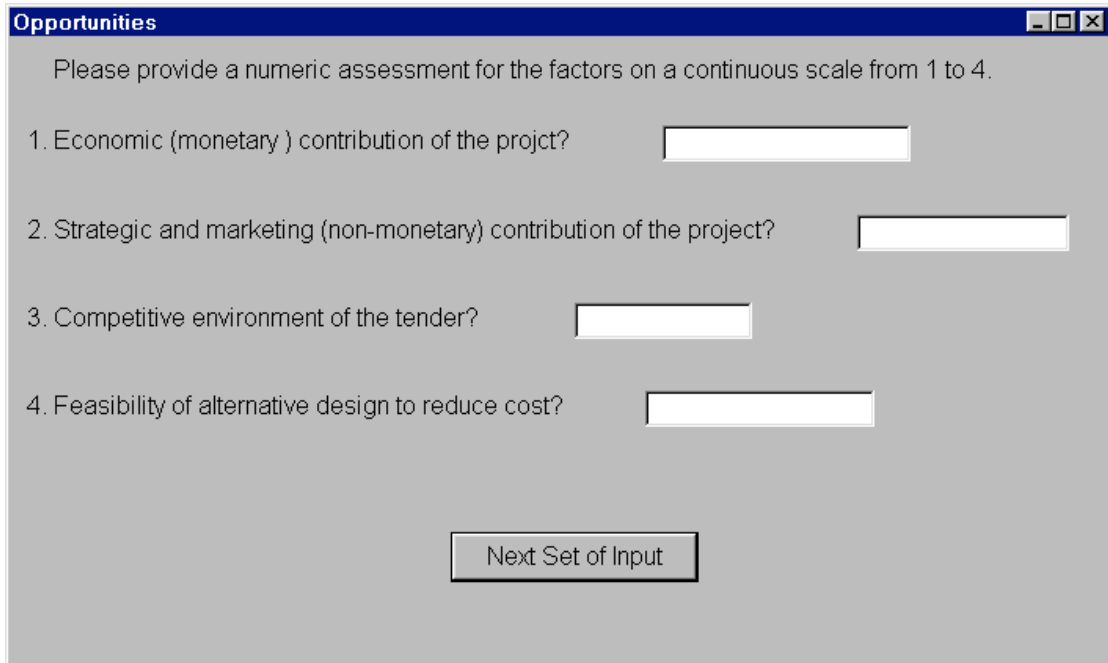 Opportunities
Please provide a numeric assessment for the factors on a continuous scale from 1 to 4.
1. Economic (monetary ) contribution of the projct?
2. Strategic and marketing (non-monetary) contribution of the project?
3. Competitive environment of the tender?
4. Feasibility of alternative design to reduce cost?
Next Set of Input